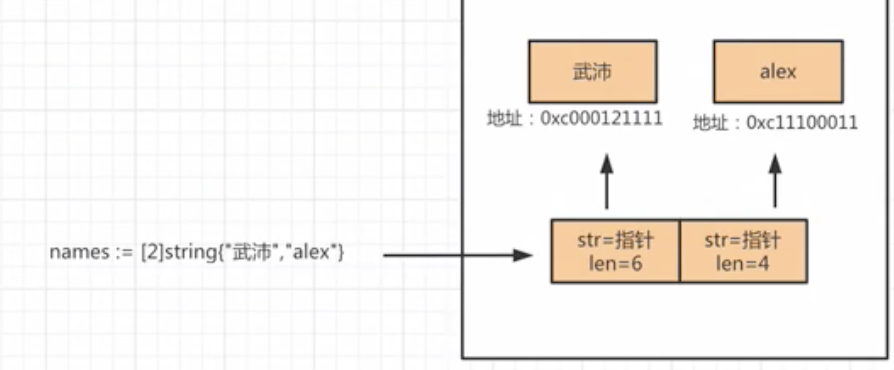 武沛
alex
地址：0xc000121111
地址：0xc11100011
names := [2]string{"武沛","alex"}
str=指针
len=6
str=指针
len=4